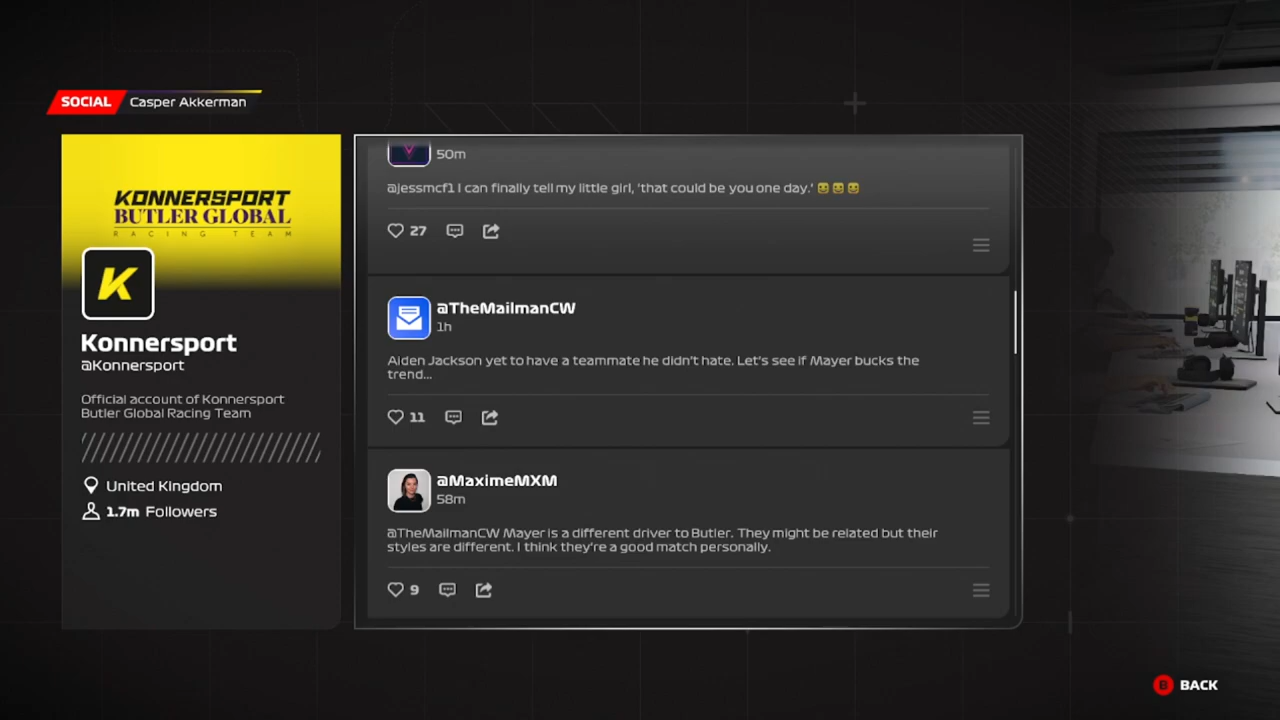 SOCIAL Casper Akkerman
KONNERSPORT
BUTLER GLOBAL
RACING TEAM
K
Konnersport
@Konnersport
Official account of Konnersport
Butler Global Racing Team
United Kingdom
1.7m Followers
50m
@jessmcf1 I can finally tell my little girl, 'that could be you one day.'
27
@TheMailmanCW
1h
Aiden Jackson yet to have a teammate he didn't hate. Let's see if Mayer bucks the
trend...
11
@MaximeMXM
58m
@TheMailmanCW Mayer is a different driver to Butler. They might be related but their
styles are different. I think they're a good match personally.
9
B BACK